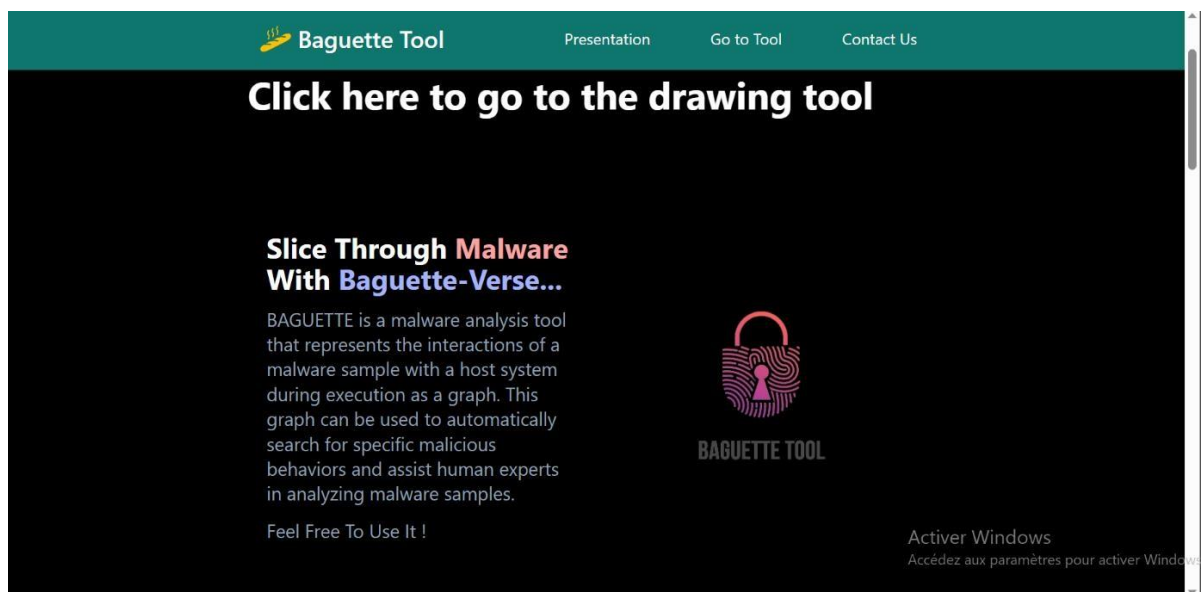 Baguette Tool
Presentation
Go to Tool
Contact Us
Click here to go to the drawing tool
Slice Through Malware
With Baguette-Verse...
BAGUETTE is a malware analysis tool
that represents the interactions of a
malware sample with a host system
during execution as a graph. This
graph can be used to automatically
search for specific malicious
behaviors and assist human experts
in analyzing malware samples.
Feel Free To Use It !
BAGUETTE TOOL
Activer Windows
Accédez aux paramètres pour activer Windows